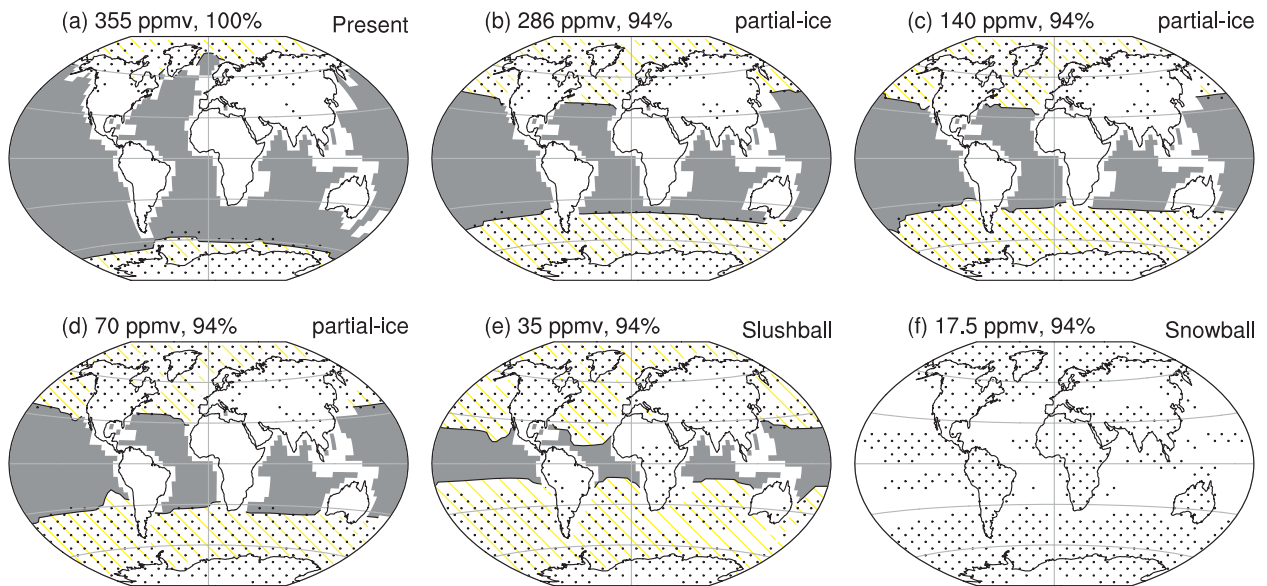 (a) 355 ppmv, 100% Present
(b) 286 ppmv, 94% partial-ice
(c) 140 ppmv, 94% partial-ice
(d) 70 ppmv, 94% partial-ice
(e) 35 ppmv, 94% Slushball
(f) 17.5 ppmv, 94% Snowball